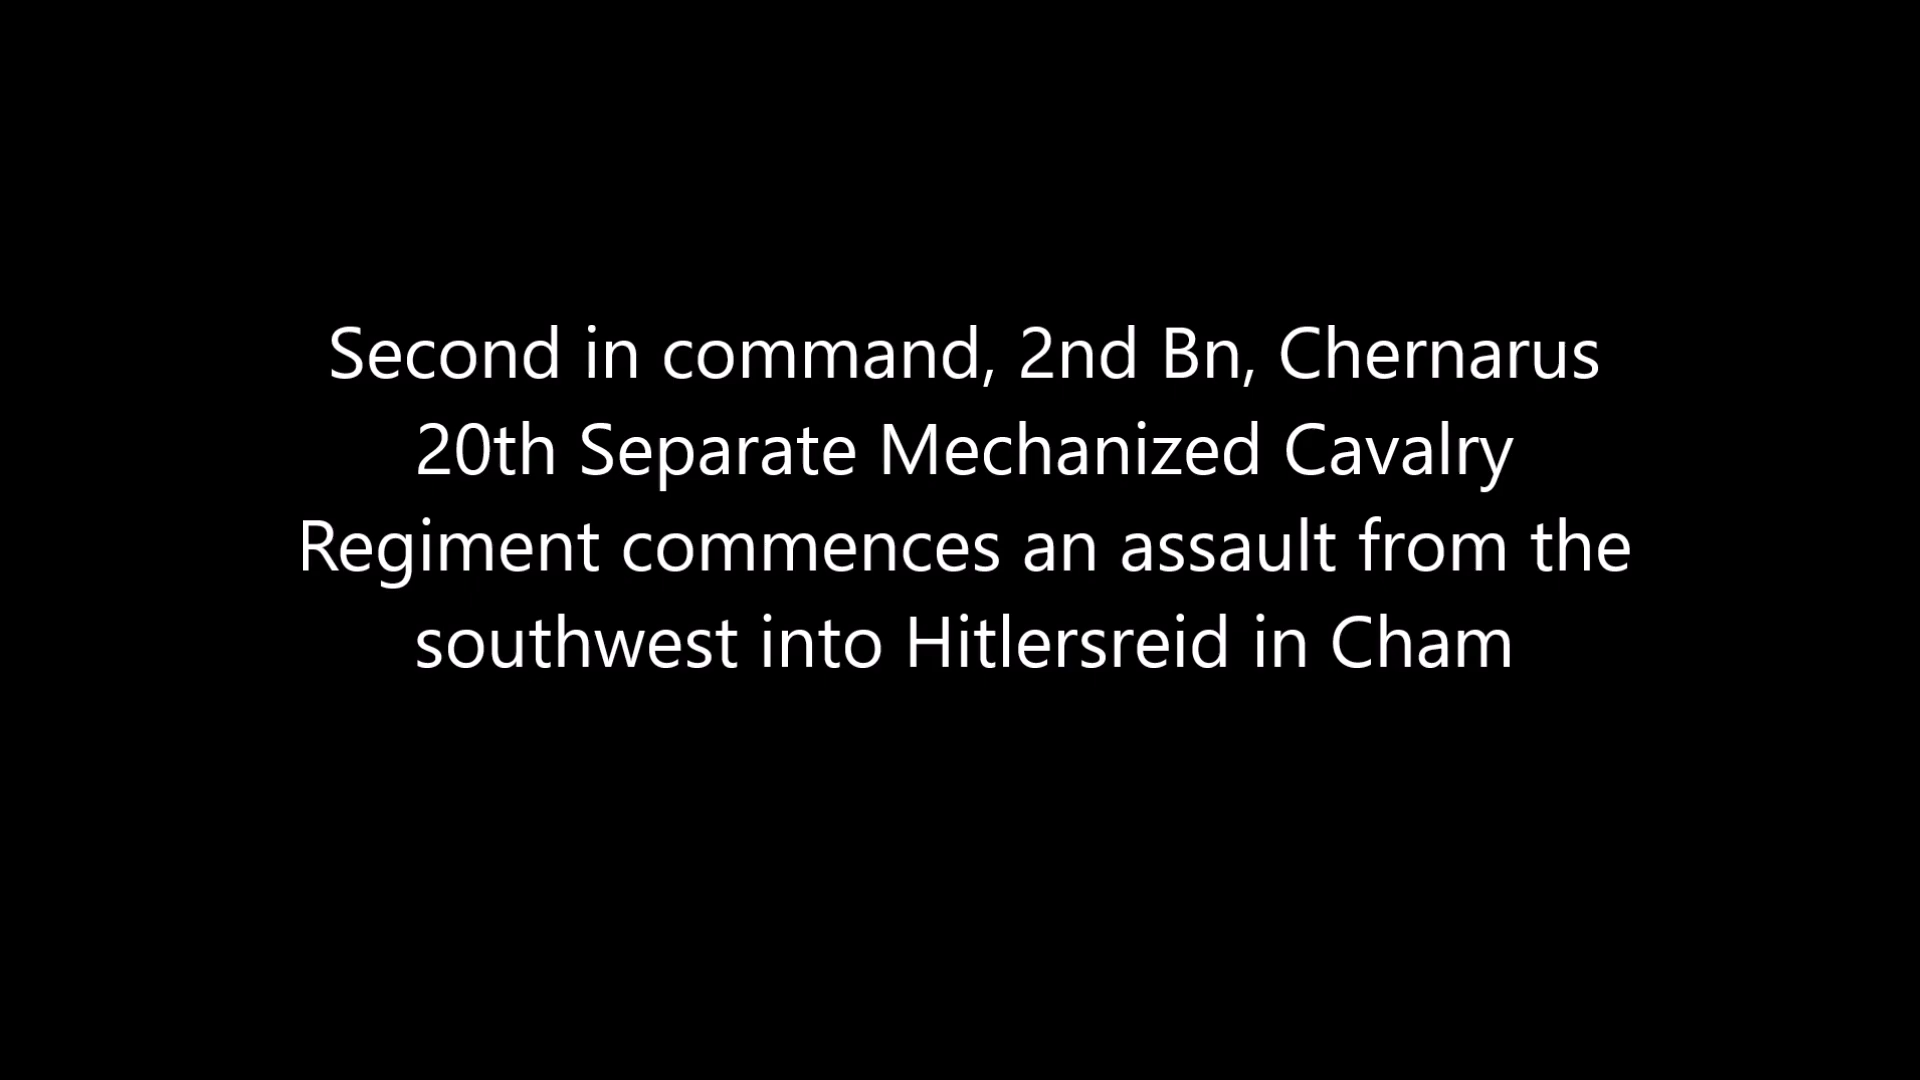 Second in command, 2nd Bn, Chernarus
20th Separate Mechanized Cavalry
Regiment commences an assault from the
southwest into Hitlersreid in Cham